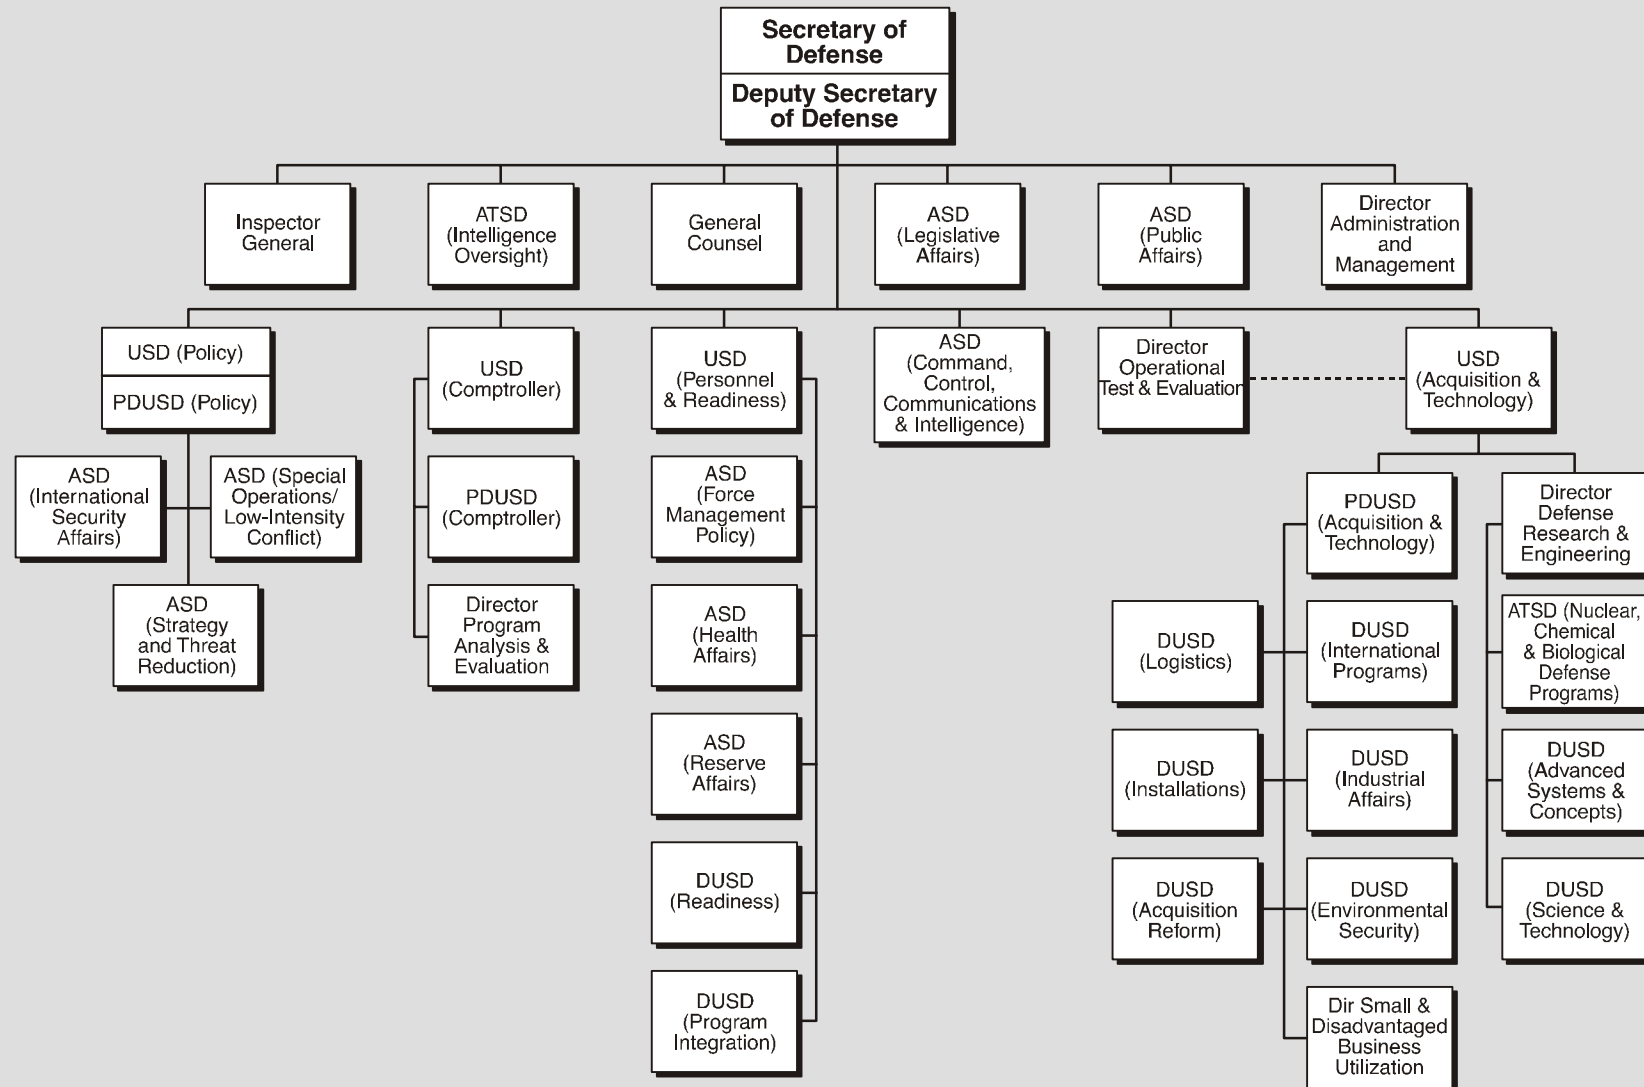 Secretary of
Defense
Deputy Secretary
of Defense
Inspector
General
ATSD
(Intelligence
Oversight)
General
Counsel
ASD
(Legislative
Affairs)
ASD
(Public
Affairs)
Director
Administration
and
Management
USD (Policy)
PDUSD (Policy)
USD
(Comptroller)
USD
(Personnel
& Readiness)
ASD
(Command,
Control,
Communications
& Intelligence)
Director
Operational
Test & Evaluation
USD
(Acquisition &
Technology)
ASD
(International
Security
Affairs)
ASD (Special
Operations/
Low-Intensity
Conflict)
PDUSD
(Comptroller)
ASD
(Force
Management
Policy)
PDUSD
(Acquisition &
Technology)
Director
Defense
Research &
Engineering
ASD
(Strategy
and Threat
Reduction)
Director
Program
Analysis &
Evaluation
ASD
(Health
Affairs)
DUSD
(Logistics)
DUSD
(International
Programs)
ATSD (Nuclear,
Chemical
& Biological
Defense
Programs)
ASD
(Reserve
Affairs)
DUSD
(Installations)
DUSD
(Industrial
Affairs)
DUSD
(Advanced
Systems &
Concepts)
DUSD
(Readiness)
DUSD
(Acquisition
Reform)
DUSD
(Environmental
Security)
DUSD
(Science &
Technology)
DUSD
(Program
Integration)
Dir Small &
Disadvantaged
Business
Utilization